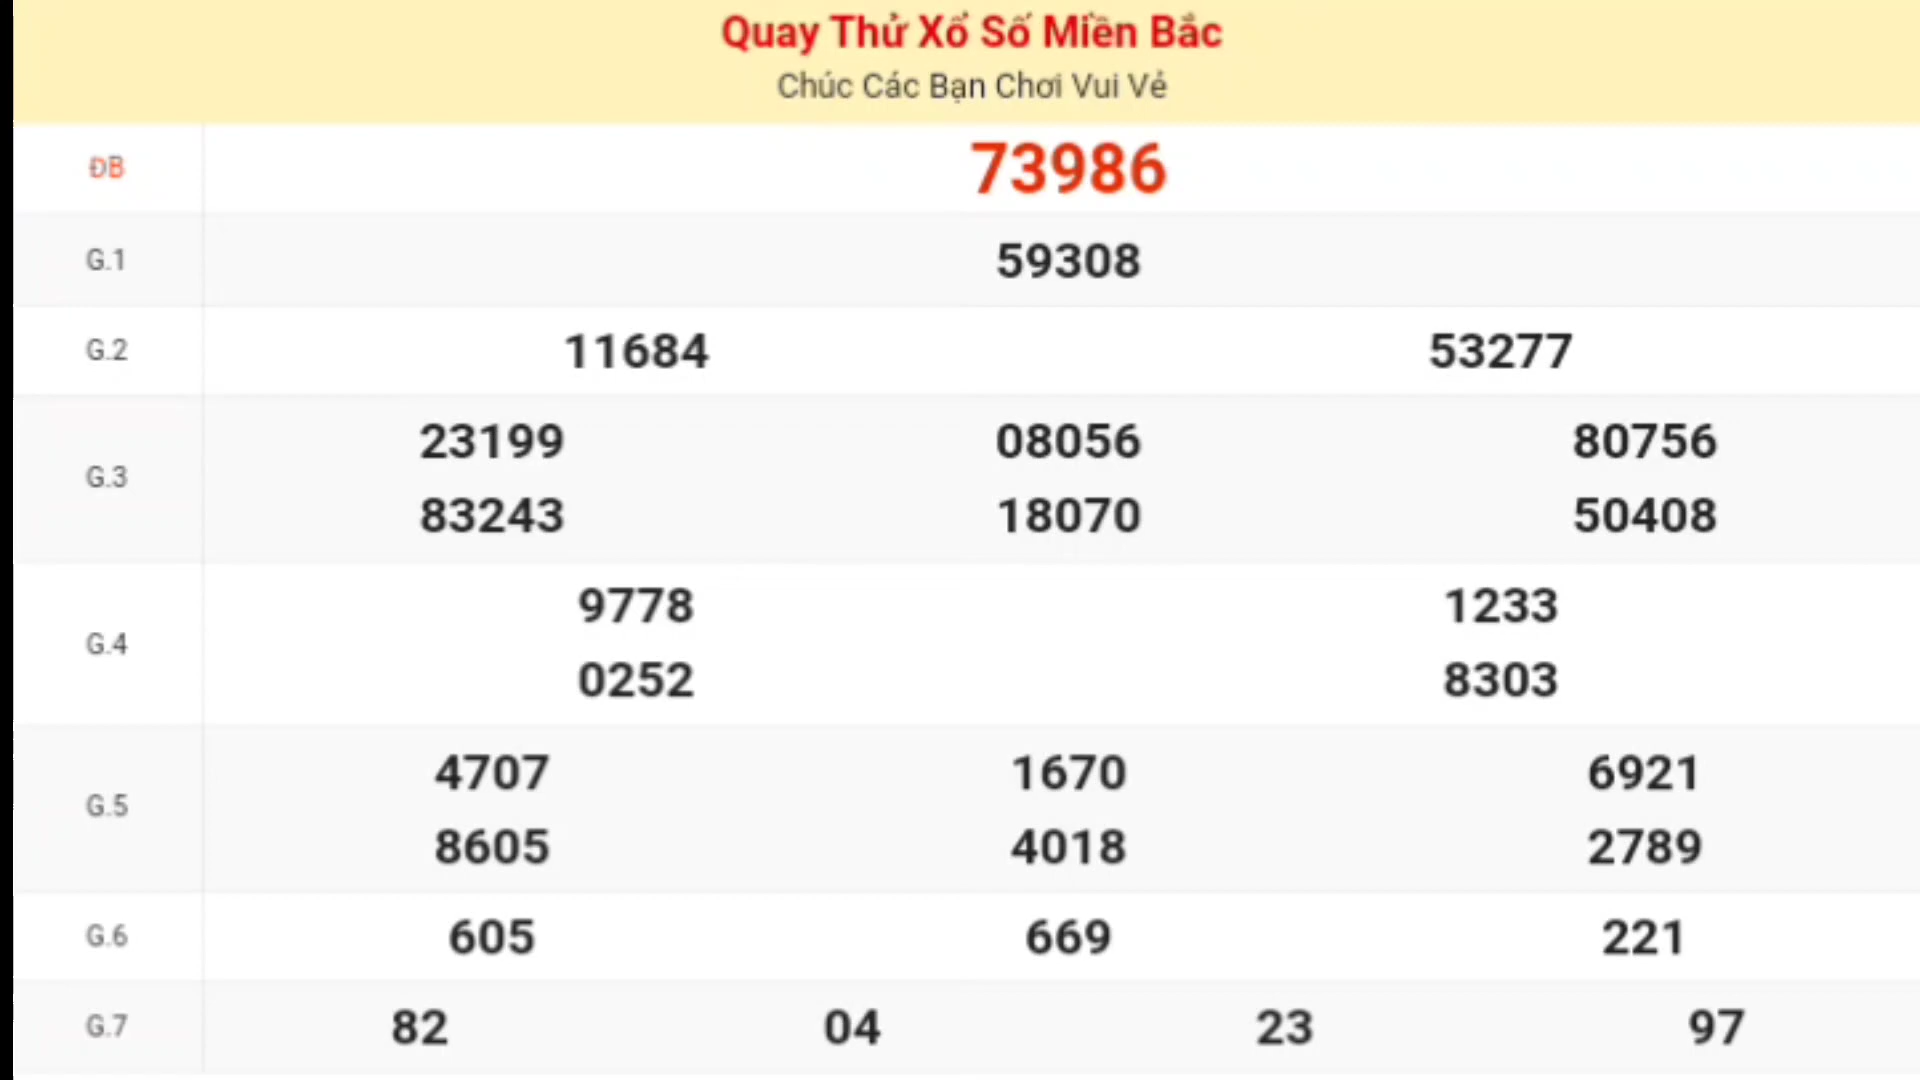 Quay Thử Xổ Số Miền Bắc
Chúc Các Bạn Chơi Vui Vẻ
ĐB 73986
G.1 59308
G.2 11684 53277
G.3 23199 08056 80756
83243 18070 50408
G.4 9778 1233
0252 8303
G.5 4707 1670 6921
8605 4018 2789
G.6 605 669 221
G.7 82 04 23 97